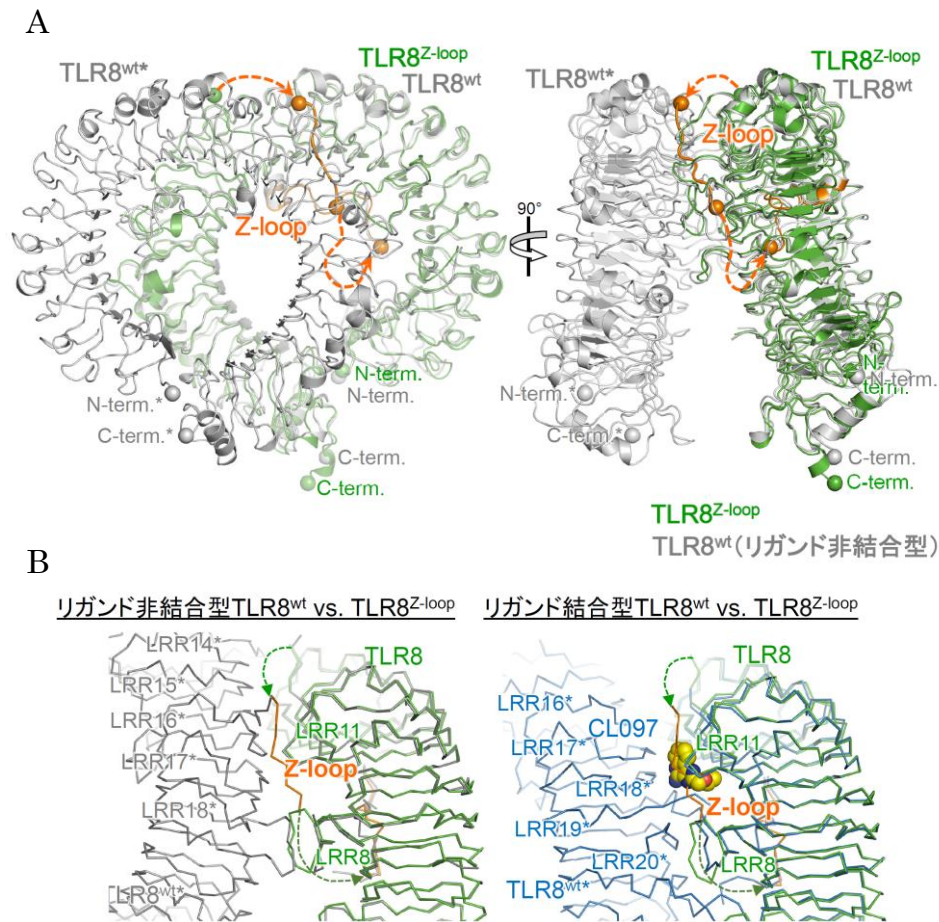 A
TLR8wt*
TLR8Z-loop
TLR8wt
Z-loop
N-term.*
C-term.*
N-term.
N-term.
C-term.
C-term.
90°
TLR8wt*
TLR8Z-loop
TLR8wt
Z-loop
N-term.*
C-term.*
N-term.
N-term.
C-term.
C-term.
TLR8Z-loop
TLR8wt(リガンド非結合型)
B
リガンド非結合型TLR8wt vs. TLR8Z-loop
LRR14*
LRR15*
LRR16*
LRR17*
LRR18*
TLR8wt*
TLR8
LRR11
Z-loop
LRR8
リガンド結合型TLR8wt vs. TLR8Z-loop
TLR8
LRR16*
CL097
LRR17*
LRR11
LRR18*
Z-loop
LRR19*
LRR20*
LRR8
TLR8wt*